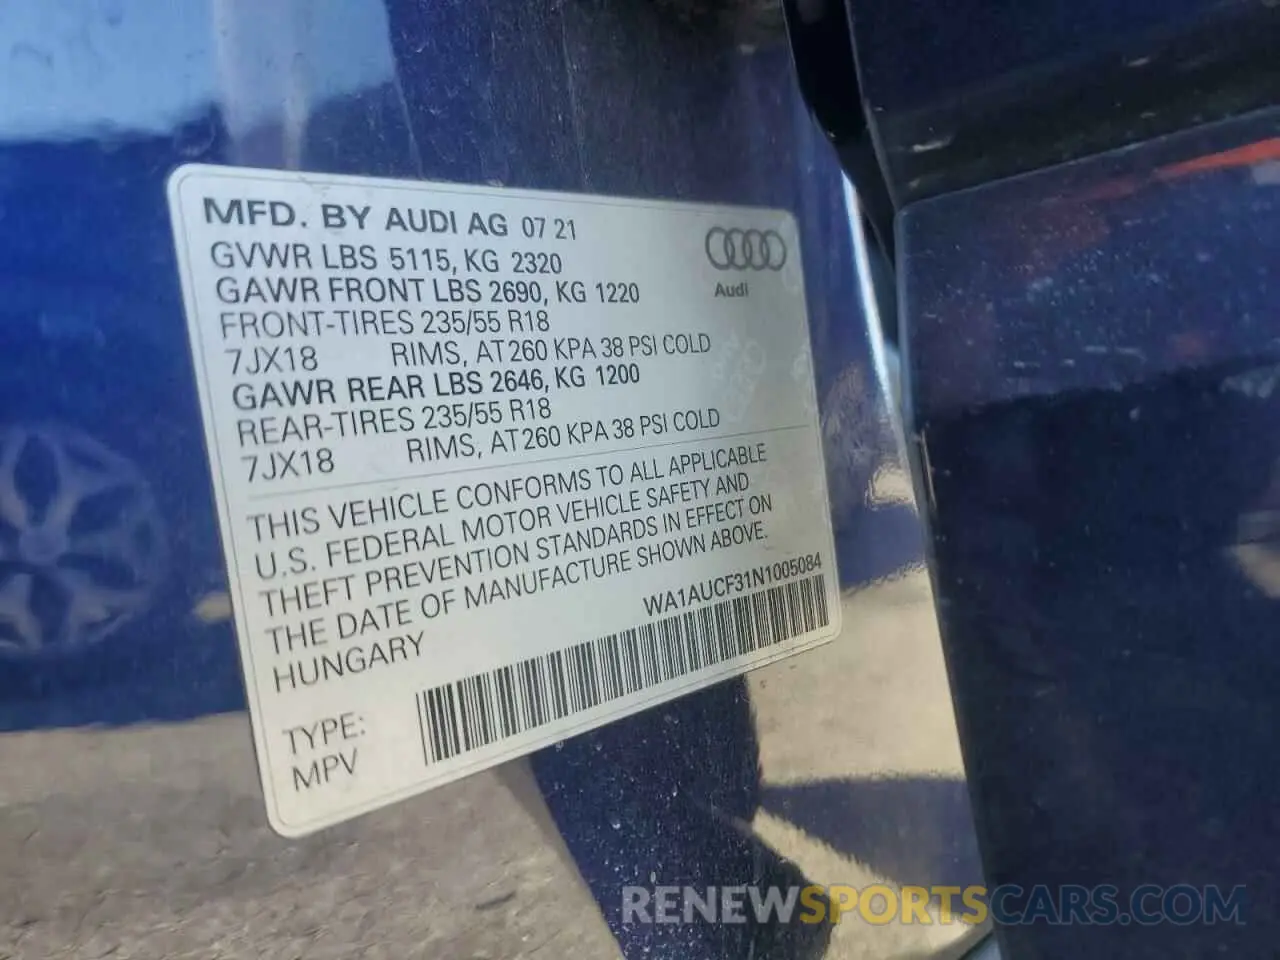 MFD. BY AUDI AG 07 21
GVWR LBS 5115, KG 2320
GAWR FRONT LBS 2690, KG 1220
FRONT-TIRES 235/55 R18
7JX18 RIMS, AT 260 KPA 38 PSI COLD
GAWR REAR LBS 2646, KG 1200
REAR-TIRES 235/55 R18
7JX18 RIMS, AT 260 KPA 38 PSI COLD
Audi
THIS VEHICLE CONFORMS TO ALL APPLICABLE
U.S. FEDERAL MOTOR VEHICLE SAFETY AND
THEFT PREVENTION STANDARDS IN EFFECT ON
THE DATE OF MANUFACTURE SHOWN ABOVE.
HUNGARY
WA1AUCF31N1005084
TYPE:
MPV
RENEWSPORTSCARS.COM